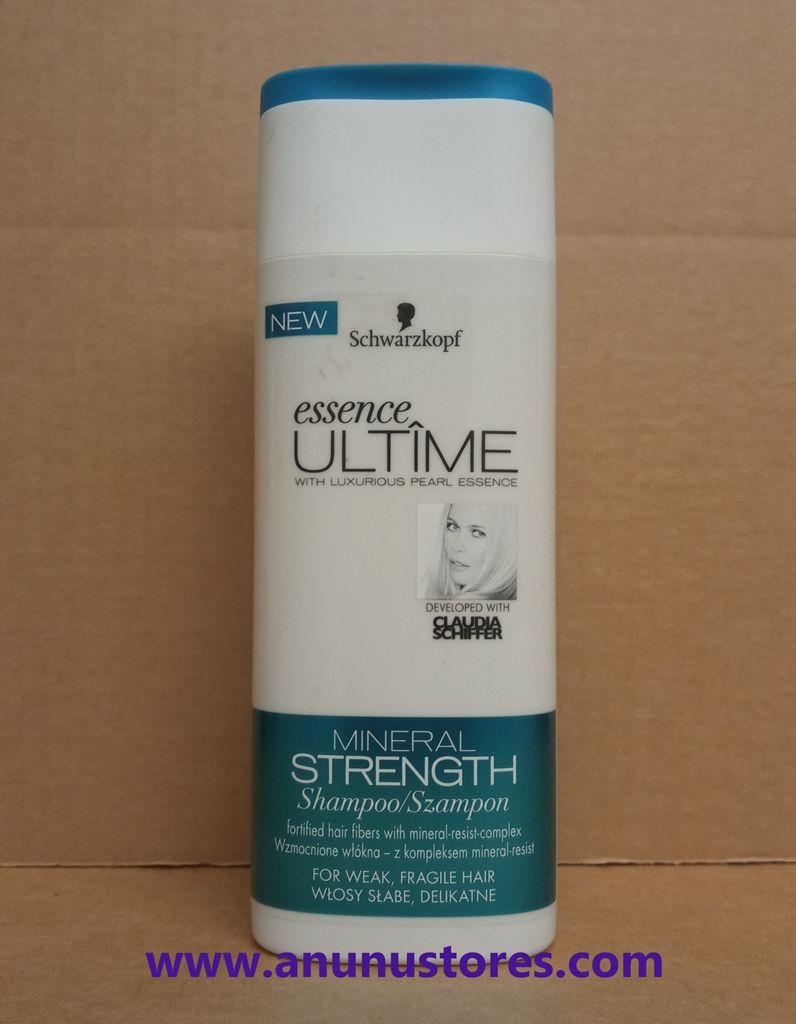 NEW
Schwarzkopf
essence
ULTÎME
WITH LUXURIOUS PEARL ESSENCE
DEVELOPED WITH
CLAUDIA
SCHIFFER
MINERAL
STRENGTH
Shampoo/Szampon
fortified hair fibers with mineral-resist-complex
Wzmocnione włókna – z kompleksem mineral-resist
FOR WEAK, FRAGILE HAIR
WŁOSY SŁABE, DELIKATNE
www.anunustores.com